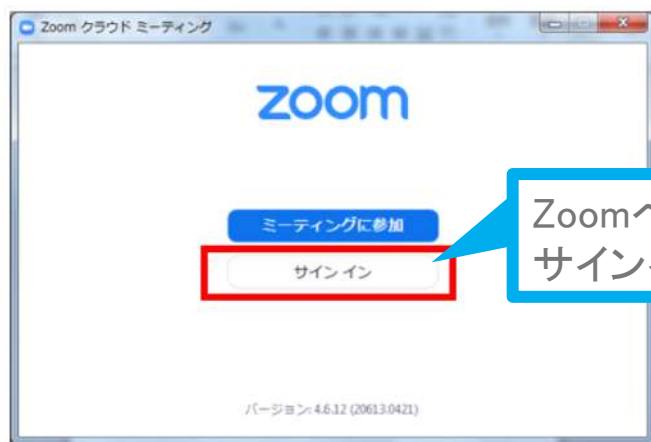 Zoom クラウド ミーティング
zoom
ミーティングに参加
サイン イン
Zoomへ
サイン
バージョン: 4.6.12 (20613.0421)